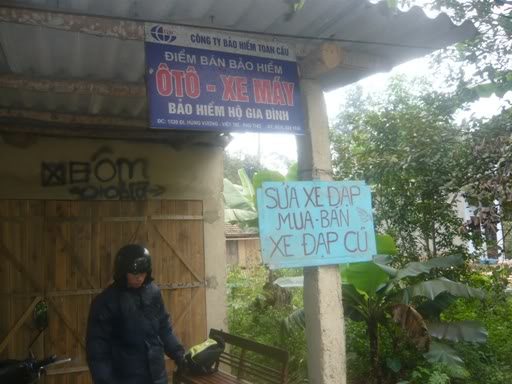 CÔNG TY BẢO HIỂM TOÀN CẦU
ĐIỂM BÁN BẢO HIỂM
ÔTÔ - XE MÁY
BẢO HIỂM HỘ GIA ĐÌNH
SỬA XE ĐẠP
MUA-BÁN
XE ĐẠP CŨ
ÔM